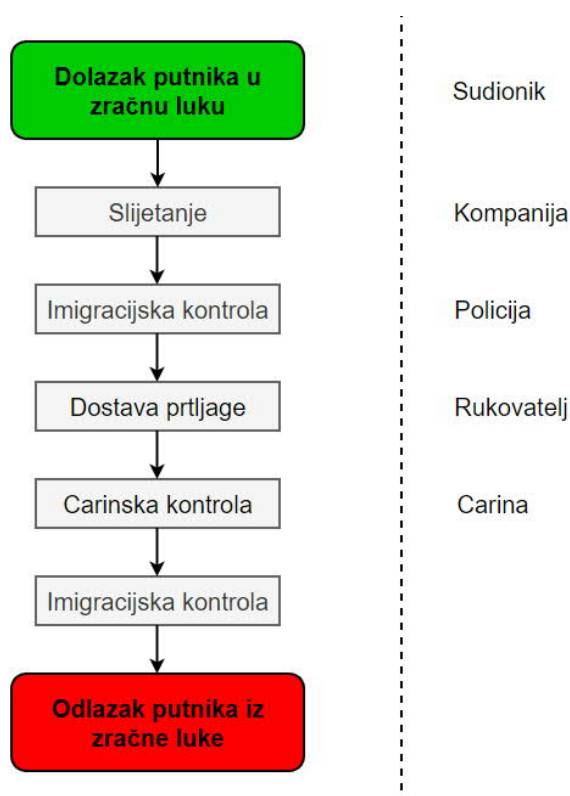 Dolazak putnika u
zračnu luku
Sudionik
Slijetanje
Kompanija
Imigracijska kontrola
Policija
Dostava prtljage
Rukovatelj
Carinska kontrola
Carina
Imigracijska kontrola
Odlazak putnika iz
zračne luke